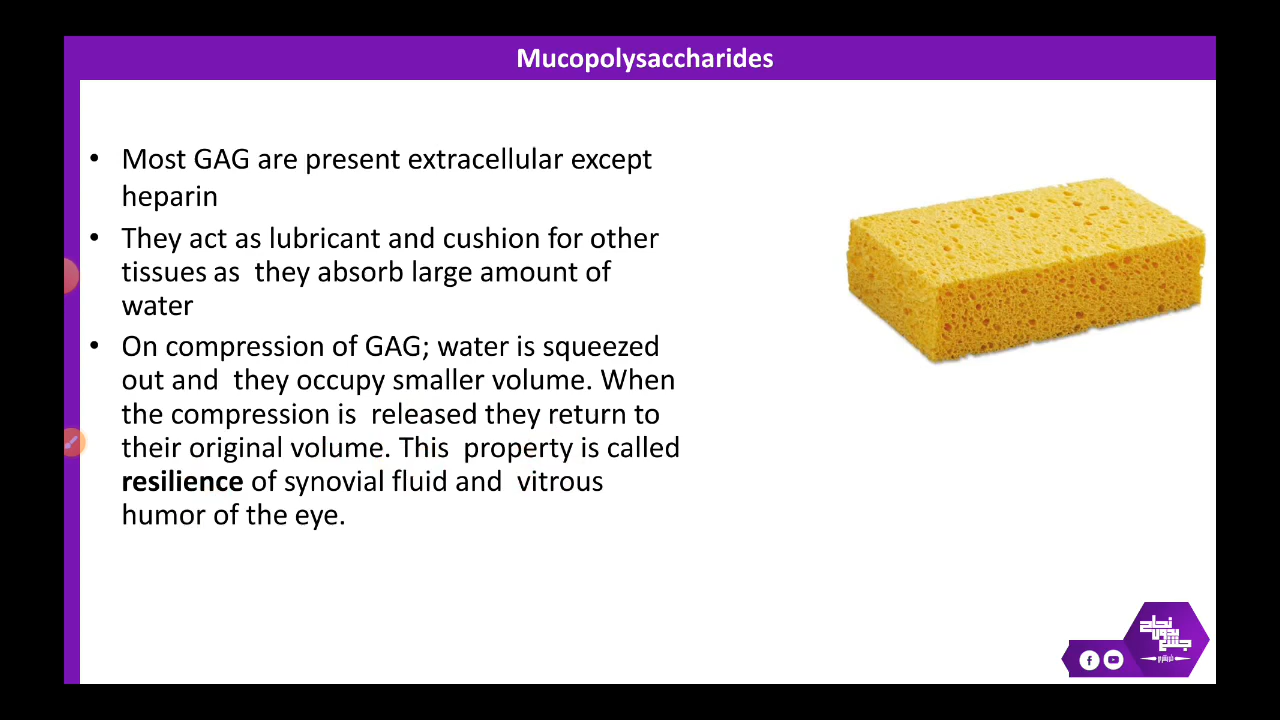 Mucopolysaccharides
• Most GAG are present extracellular except
heparin
• They act as lubricant and cushion for other
tissues as they absorb large amount of
water
• On compression of GAG; water is squeezed
out and they occupy smaller volume. When
the compression is released they return to
their original volume. This property is called
resilience of synovial fluid and vitrous
humor of the eye.
نجاح
بدون
جشع